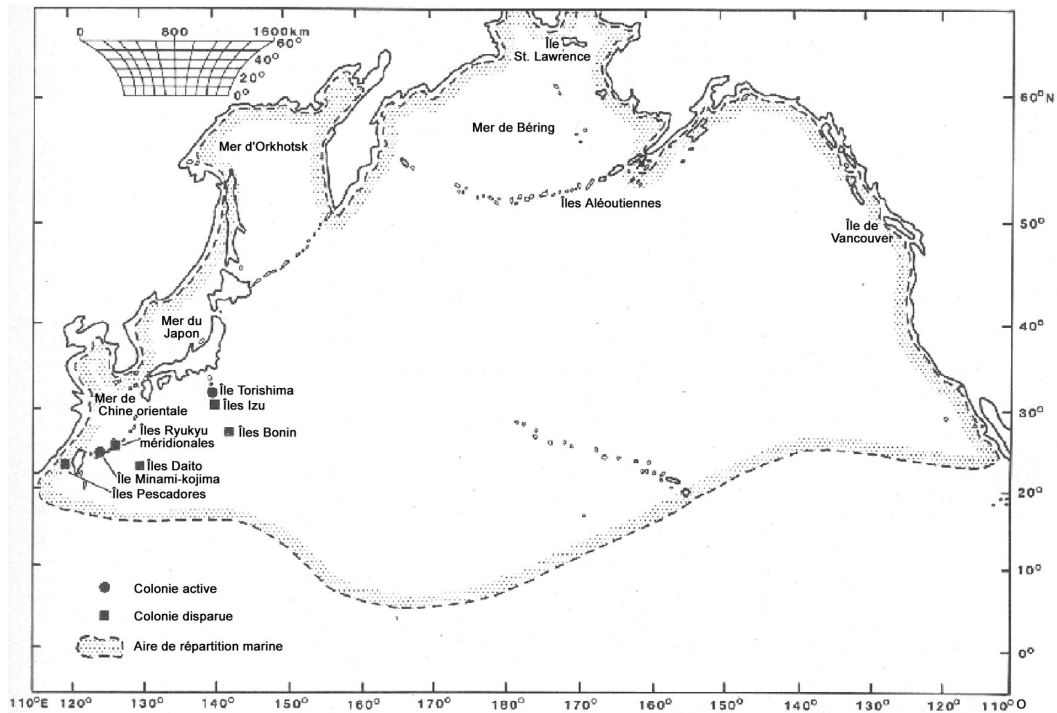 0 800 1600km
60°
40°
20°
0°
Île
St. Lawrence
60°N
Mer de Béring
Mer d'Orkhotsk
Îles Aléoutiennes
50°
Île de
Vancouver
Mer du
Japon
40°
Île Torishima
Mer de
Chine orientale
Îles Izu
30°
Îles Ryukyu
méridionales
Îles Bonin
Îles Daito
Île Minami-kojima
Îles Pescadores
20°
10°
Colonie active
Colonie disparue
Aire de répartition marine
0°
110°E 120° 130° 140° 150° 160° 170° 180° 170° 160° 150° 140° 130° 120° 110°O